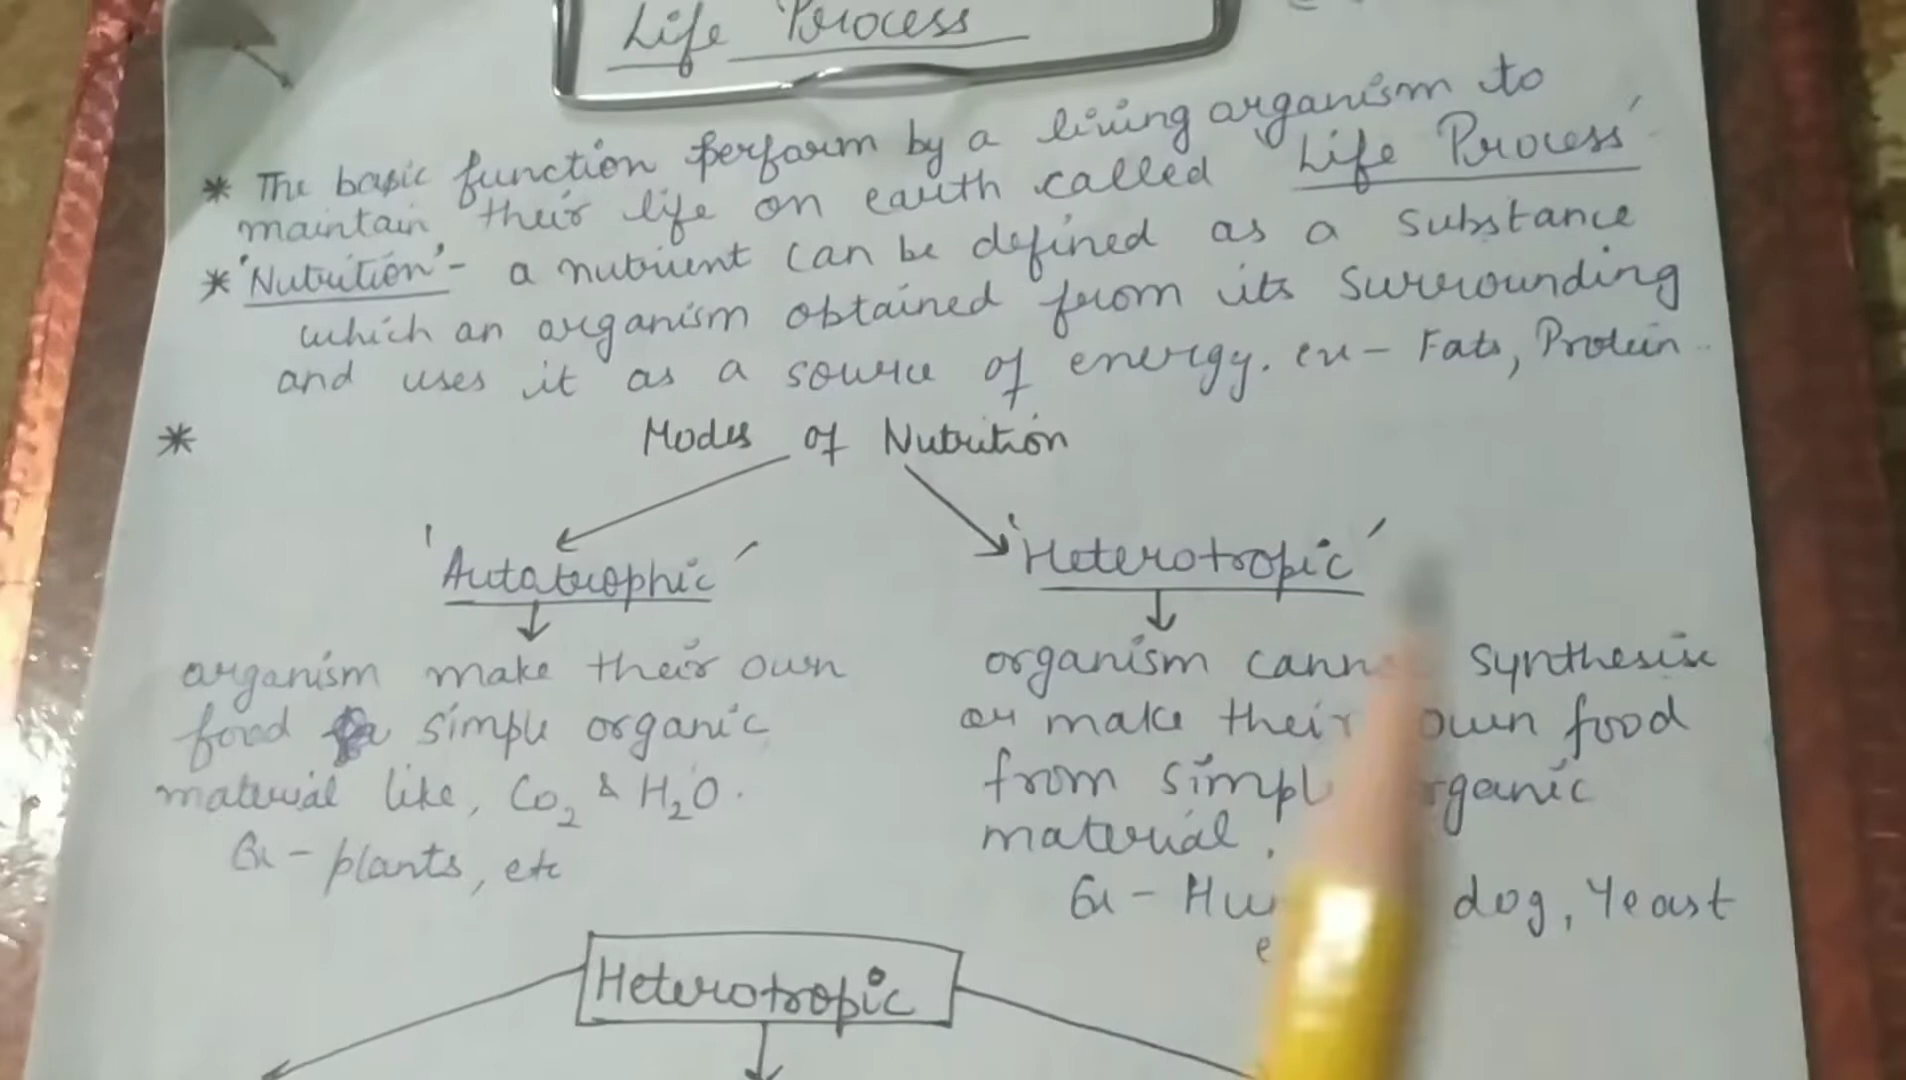 Life Process
* The basic function perform by a living organism to
maintain their life on earth called 'Life Process'
* 'Nutrition' - a nutrient can be defined as a substance
which an organism obtained from its surrounding
and uses it as a source of energy. ex - Fats, Protein..
* Modes of Nutrition
'Autatrophic'
'Heterotropic'
organism make their own
food simple organic
material like, CO2 & H2O.
Ex - plants, etc
organism synthesise
or make their own food
from organic
material.
Ex - dog, Yeast
Heterotropic